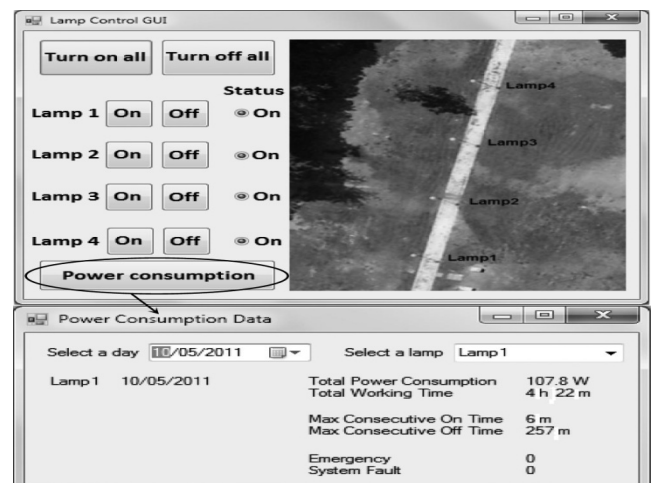 Lamp Control GUI
Turn on all Turn off all
Status
Lamp 1 On Off On
Lamp 2 On Off On
Lamp 3 On Off On
Lamp 4 On Off On
Power consumption
Lamp4
Lamp3
Lamp2
Lamp1
Power Consumption Data
Select a day 10/05/2011 Select a lamp Lamp1
Lamp1 10/05/2011 Total Power Consumption 107.8 W
Total Working Time 4 h 22 m
Max Consecutive On Time 6 m
Max Consecutive Off Time 257 m
Emergency 0
System Fault 0